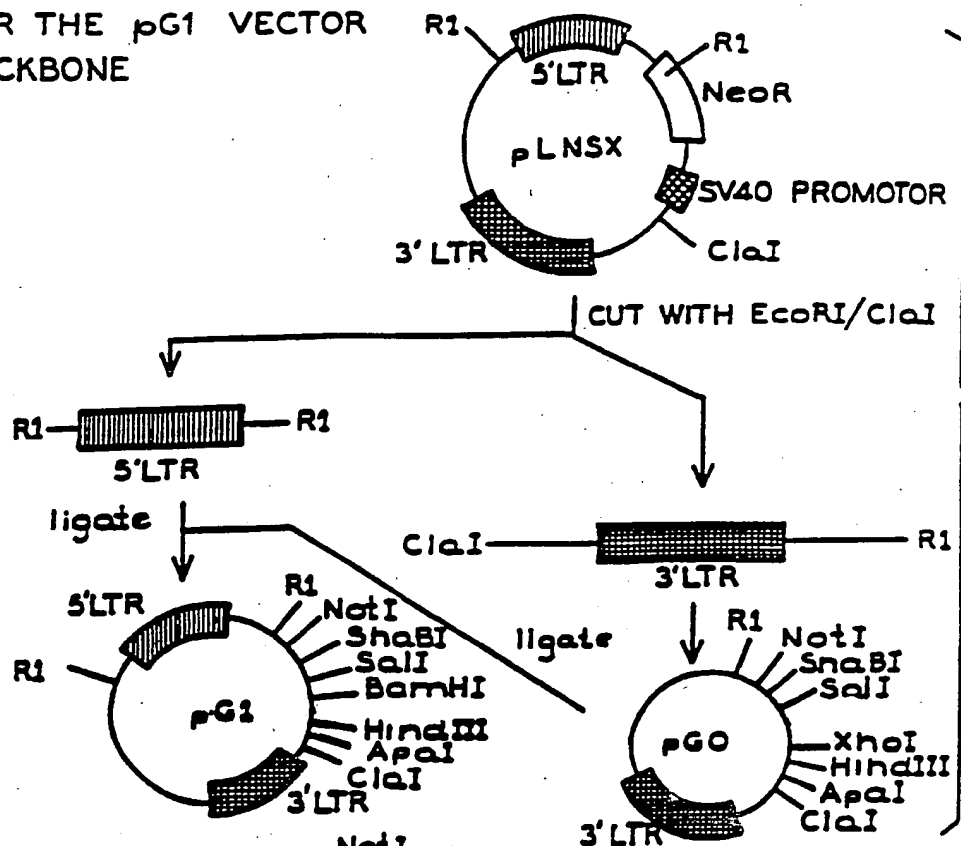 R THE pG1 VECTOR
CKBONE
R1
5'LTR
R1
NeoR
pLNSX
SV40 PROMOTOR
3' LTR
ClaI
CUT WITH EcoRI/ClaI
R1
R1
5'LTR
ligate
ClaI
R1
3'LTR
5'LTR
R1
NotI
ShaBI
SalI
BamHI
HindIII
ApaI
ClaI
R1
pG1
3'LTR
ligate
R1
NotI
SnaBI
SalI
XhoI
HindIII
ApaI
ClaI
pGO
3'LTR